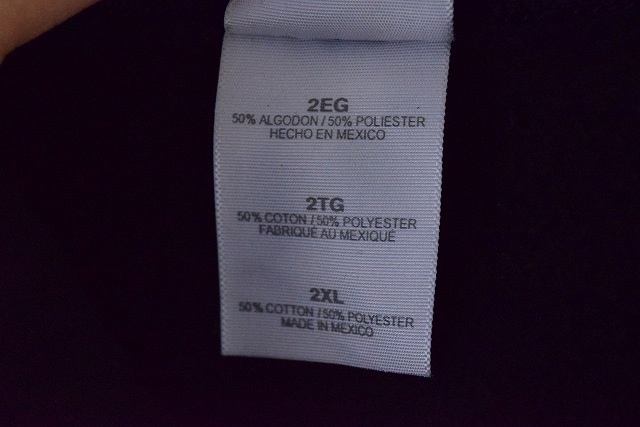 2EG
50% ALGODON / 50% POLIESTER
HECHO EN MEXICO
2TG
50% COTON / 50% POLYESTER
FABRIQUÉ AU MEXIQUE
2XL
50% COTTON / 50% POLYESTER
MADE IN MEXICO